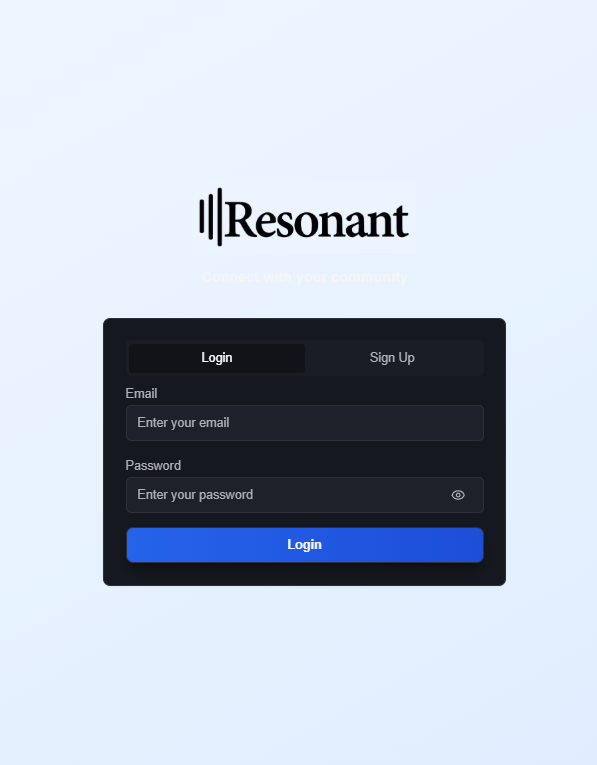 Resonant
Connect with your community
Login
Sign Up
Email
Enter your email
Password
Enter your password
Login